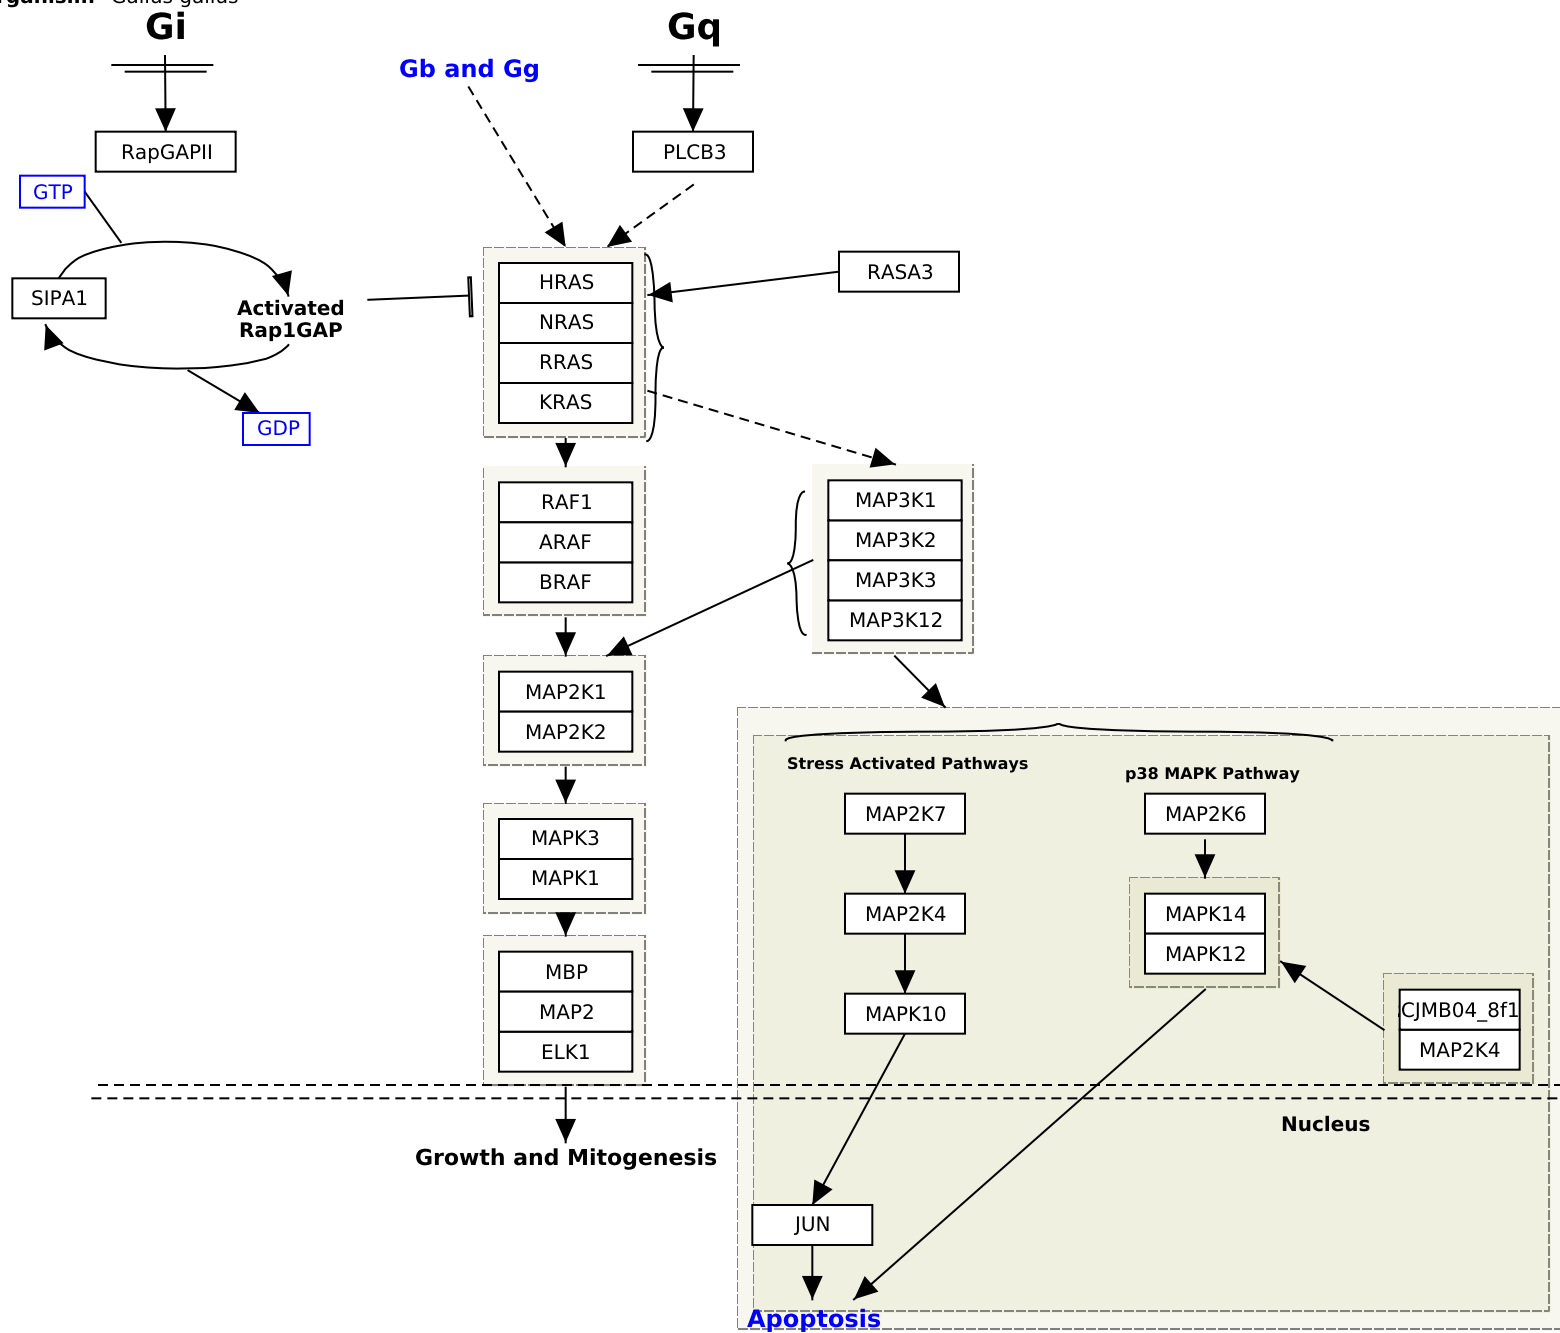 Gallus gallus
Gi
Gq
Gb and Gg
RapGAPII
PLCB3
GTP
SIPA1
Activated
Rap1GAP
GDP
HRAS
NRAS
RRAS
KRAS
RASA3
RAF1
ARAF
BRAF
MAP3K1
MAP3K2
MAP3K3
MAP3K12
MAP2K1
MAP2K2
Stress Activated Pathways
p38 MAPK Pathway
MAP2K7
MAP2K6
MAPK3
MAPK1
MAP2K4
MAPK14
MAPK12
MBP
MAP2
ELK1
MAPK10
CJMB04_8f1
MAP2K4
Nucleus
Growth and Mitogenesis
JUN
Apoptosis